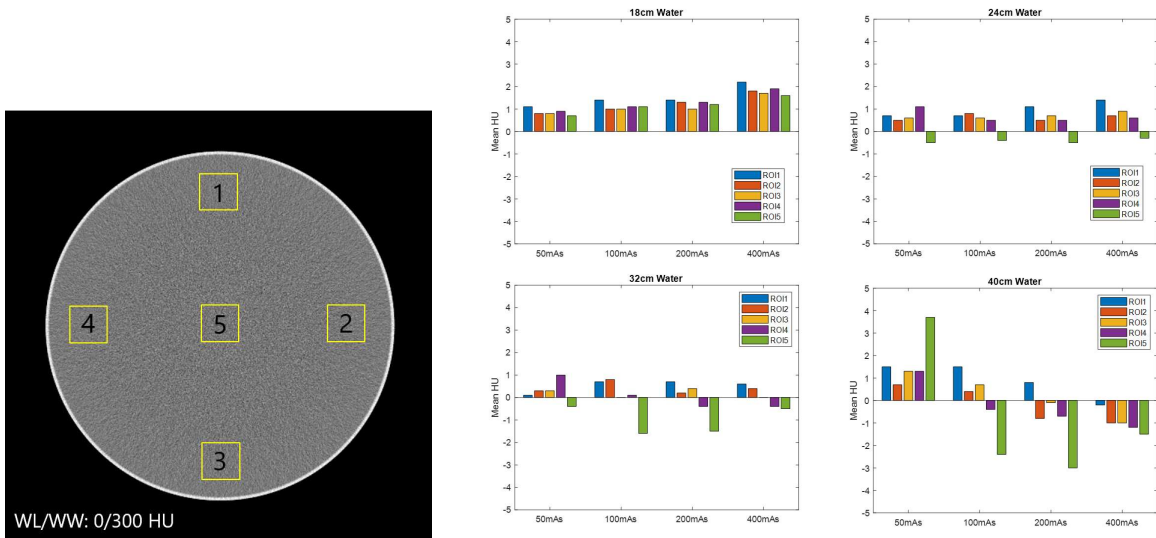 1
4
5
2
3
WL/WW: 0/300 HU
18cm Water
Mean HU
5
4
3
2
1
0
-1
-2
-3
-4
-5
ROI1
ROI2
ROI3
ROI4
ROI5
50mAs 100mAs 200mAs 400mAs
24cm Water
Mean HU
5
4
3
2
1
0
-1
-2
-3
-4
-5
ROI1
ROI2
ROI3
ROI4
ROI5
50mAs 100mAs 200mAs 400mAs
32cm Water
Mean HU
5
4
3
2
1
0
-1
-2
-3
-4
-5
ROI1
ROI2
ROI3
ROI4
ROI5
50mAs 100mAs 200mAs 400mAs
40cm Water
Mean HU
5
4
3
2
1
0
-1
-2
-3
-4
-5
ROI1
ROI2
ROI3
ROI4
ROI5
50mAs 100mAs 200mAs 400mAs